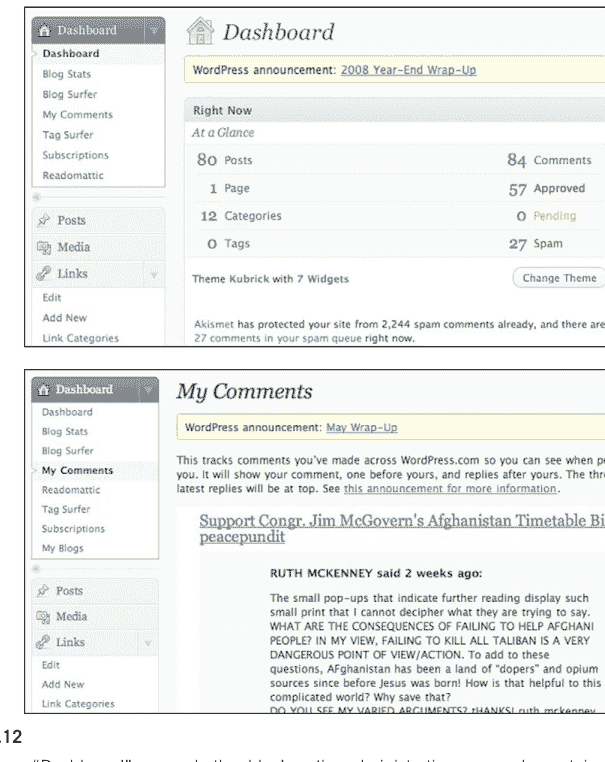 Dashboard
Dashboard
Blog Stats
Blog Surfer
My Comments
Tag Surfer
Subscriptions
Readomattic
Posts
Media
Links
Edit
Add New
Link Categories
Dashboard
WordPress announcement: 2008 Year-End Wrap-Up
Right Now
At a Glance
80 Posts 84 Comments
1 Page 57 Approved
12 Categories 0 Pending
0 Tags 27 Spam
Theme Kubrick with 7 Widgets Change Theme
Akismet has protected your site from 2,244 spam comments already, and there are
27 comments in your spam queue right now.
Dashboard
Dashboard
Blog Stats
Blog Surfer
My Comments
Readomattic
Tag Surfer
Subscriptions
My Blogs
Posts
Media
Links
Edit
Add New
Link Categories
My Comments
WordPress announcement: May Wrap-Up
This tracks comments you've made across WordPress.com so you can see when
you. It will show your comment, one before yours, and replies after yours. The
latest replies will be at top. See this announcement for more information.
Support Congr. Jim McGovern's Afghanistan Timetable
peacepundit
RUTH MCKENNEY said 2 weeks ago:
The small pop-ups that indicate further reading display such
small print that I cannot decipher what they are trying to say.
WHAT ARE THE CONSEQUENCES OF FAILING TO HELP AFGHANI
PEOPLE? IN MY VIEW, FAILING TO KILL ALL TALIBAN IS A VERY
DANGEROUS POINT OF VIEW/ACTION. To add to these
questions, AFghanistan has been a land of "dopers" and opium
sources since before Jesus was born! How is that helpful to this
complicated world? Why save that?
DO YOU SEE MY VARIED ARGUMENTS? tHANKS! ruth mckenney
.12